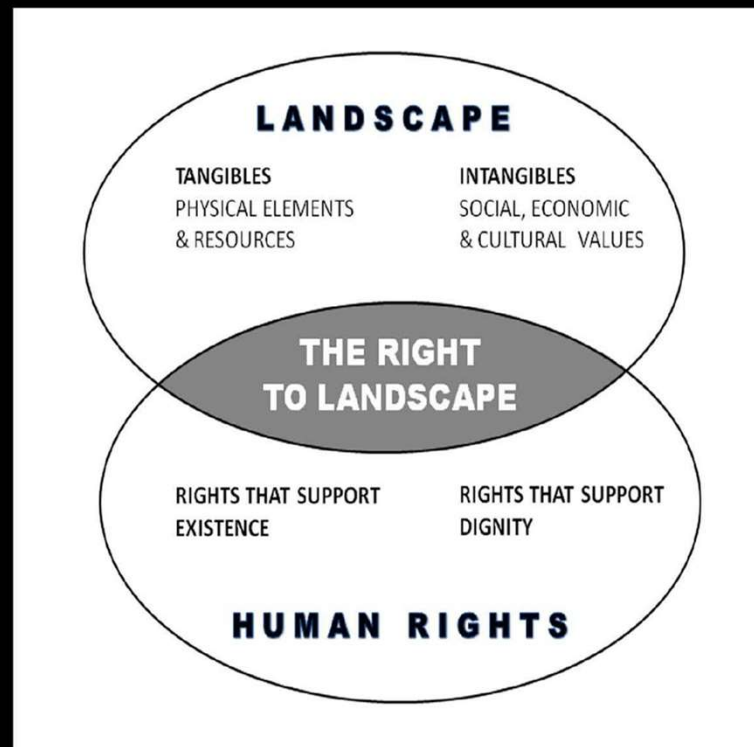 LANDSCAPE
TANGIBLES
PHYSICAL ELEMENTS
& RESOURCES
INTANGIBLES
SOCIAL, ECONOMIC
& CULTURAL VALUES
THE RIGHT
TO LANDSCAPE
RIGHTS THAT SUPPORT
EXISTENCE
RIGHTS THAT SUPPORT
DIGNITY
HUMAN RIGHTS